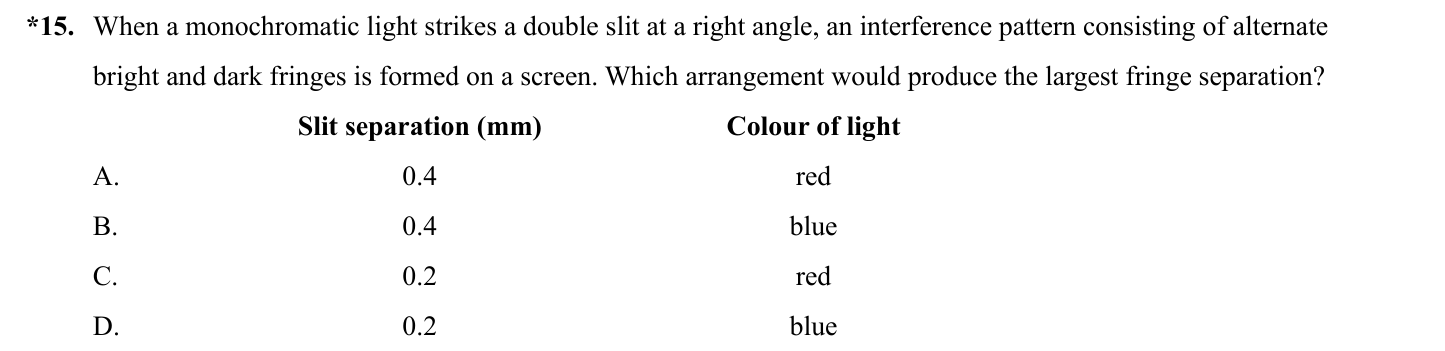 *15. When a monochromatic light strikes a double slit at a right angle, an interference pattern consisting of alternate
bright and dark fringes is formed on a screen. Which arrangement would produce the largest fringe separation?
Slit separation (mm) Colour of light
A. 0.4 red
B. 0.4 blue
C. 0.2 red
D. 0.2 blue